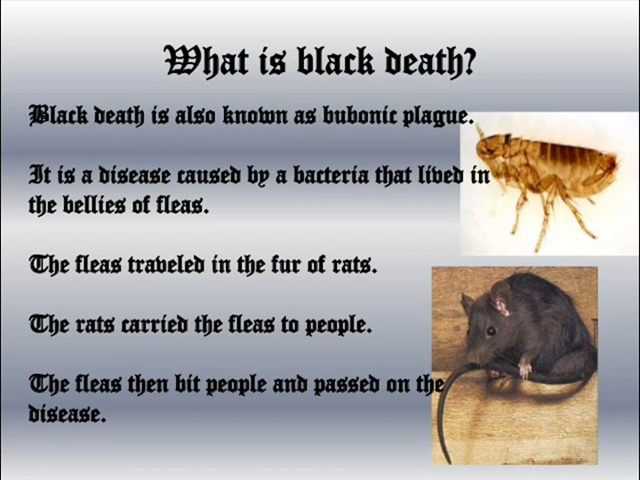 What is black death?
Black death is also known as bubonic plague.
It is a disease caused by a bacteria that lived in
the bellies of fleas.
The fleas traveled in the fur of rats.
The rats carried the fleas to people.
The fleas then bit people and passed on the
disease.